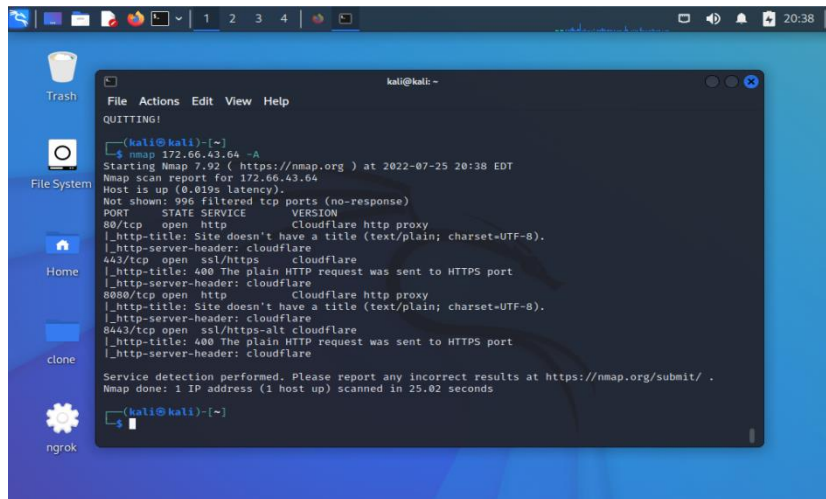 1 2 3 4
20:38
Trash
File System
Home
clone
ngrok
kali@kali: ~
File Actions Edit View Help
QUITTING!
(kali㉿kali)-[~]
$ nmap 172.66.43.64 -A
Starting Nmap 7.92 ( https://nmap.org ) at 2022-07-25 20:38 EDT
Nmap scan report for 172.66.43.64
Host is up (0.019s latency).
Not shown: 996 filtered tcp ports (no-response)
PORT     STATE SERVICE       VERSION
80/tcp   open  http          Cloudflare http proxy
|_http-title: Site doesn't have a title (text/plain; charset=UTF-8).
|_http-server-header: cloudflare
443/tcp  open  ssl/https     cloudflare
|_http-title: 400 The plain HTTP request was sent to HTTPS port
|_http-server-header: cloudflare
8080/tcp open  http          Cloudflare http proxy
|_http-title: Site doesn't have a title (text/plain; charset=UTF-8).
|_http-server-header: cloudflare
8443/tcp open  ssl/https-alt cloudflare
|_http-title: 400 The plain HTTP request was sent to HTTPS port
|_http-server-header: cloudflare
Service detection performed. Please report any incorrect results at https://nmap.org/submit/ .
Nmap done: 1 IP address (1 host up) scanned in 25.02 seconds
(kali㉿kali)-[~]
$